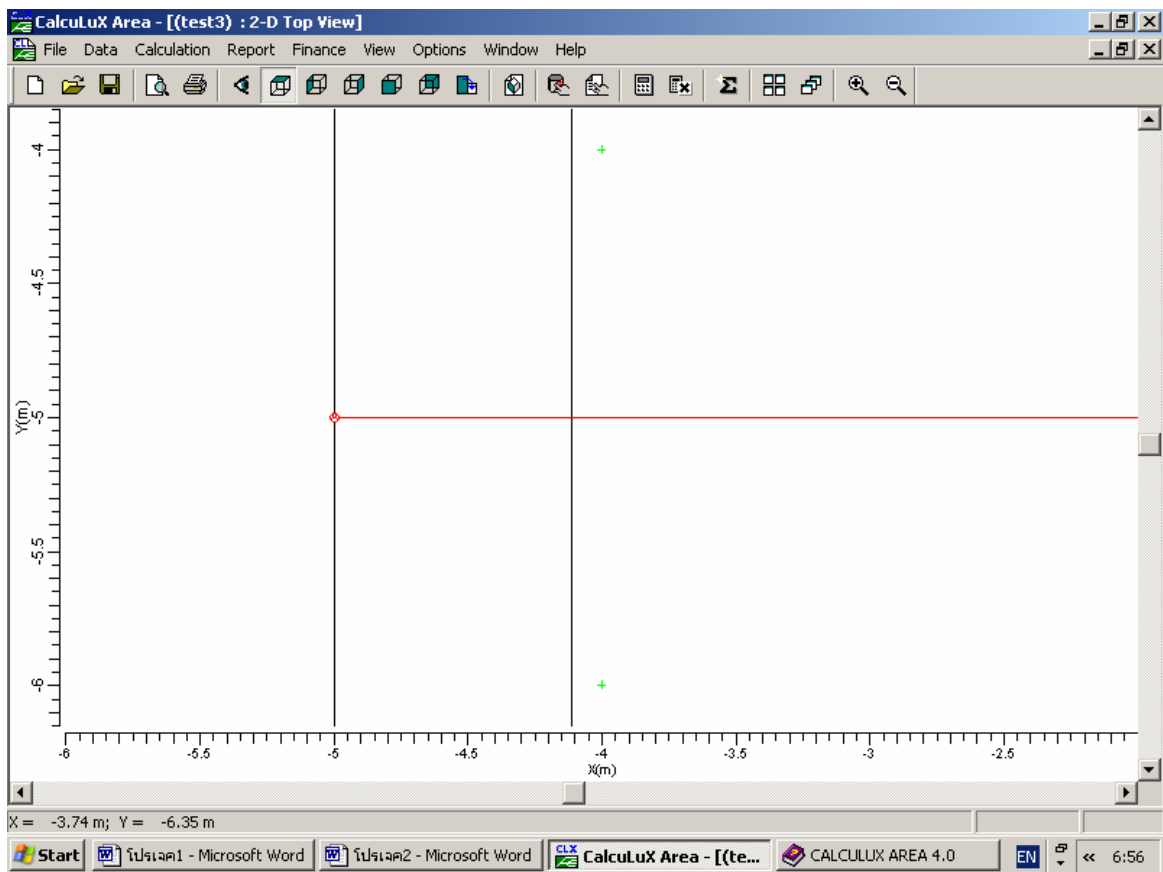 CalcuLuX Area - [(test3) : 2-D Top View]
File Data Calculation Report Finance View Options Window Help
-4
-4.5
-5
-5.5
-6
Y(m)
-6 -5.5 -5 -4.5 -4 -3.5 -3 -2.5
X(m)
X = -3.74 m; Y = -6.35 m
Start โปรเจค1 - Microsoft Word โปรเจค2 - Microsoft Word CalcuLuX Area - [(te... CALCULUX AREA 4.0 EN « 6:56